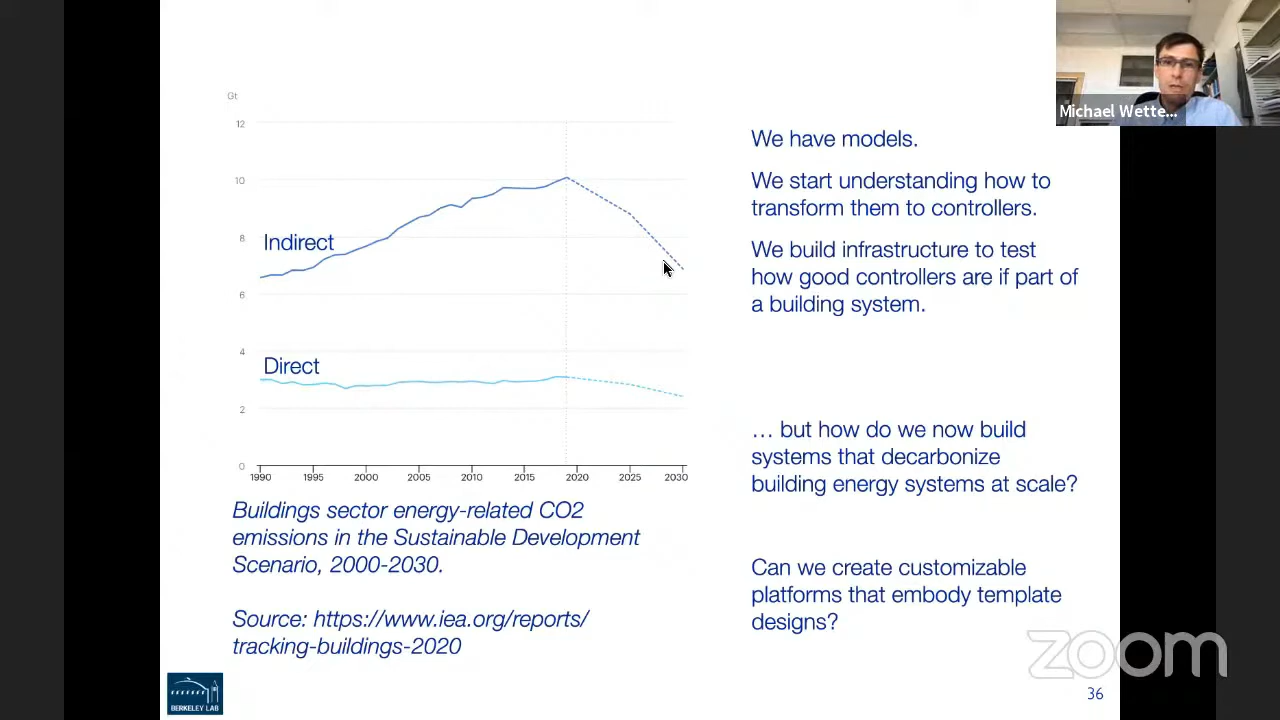 Michael Wette...
Gt
12
10
8
6
4
2
0
Indirect
Direct
1990 1995 2000 2005 2010 2015 2020 2025 2030
Buildings sector energy-related CO2
emissions in the Sustainable Development
Scenario, 2000-2030.
Source: https://www.iea.org/reports/
tracking-buildings-2020
We have models.
We start understanding how to
transform them to controllers.
We build infrastructure to test
how good controllers are if part of
a building system.
… but how do we now build
systems that decarbonize
building energy systems at scale?
Can we create customizable
platforms that embody template
designs?
zoom
36
BERKELEY LAB